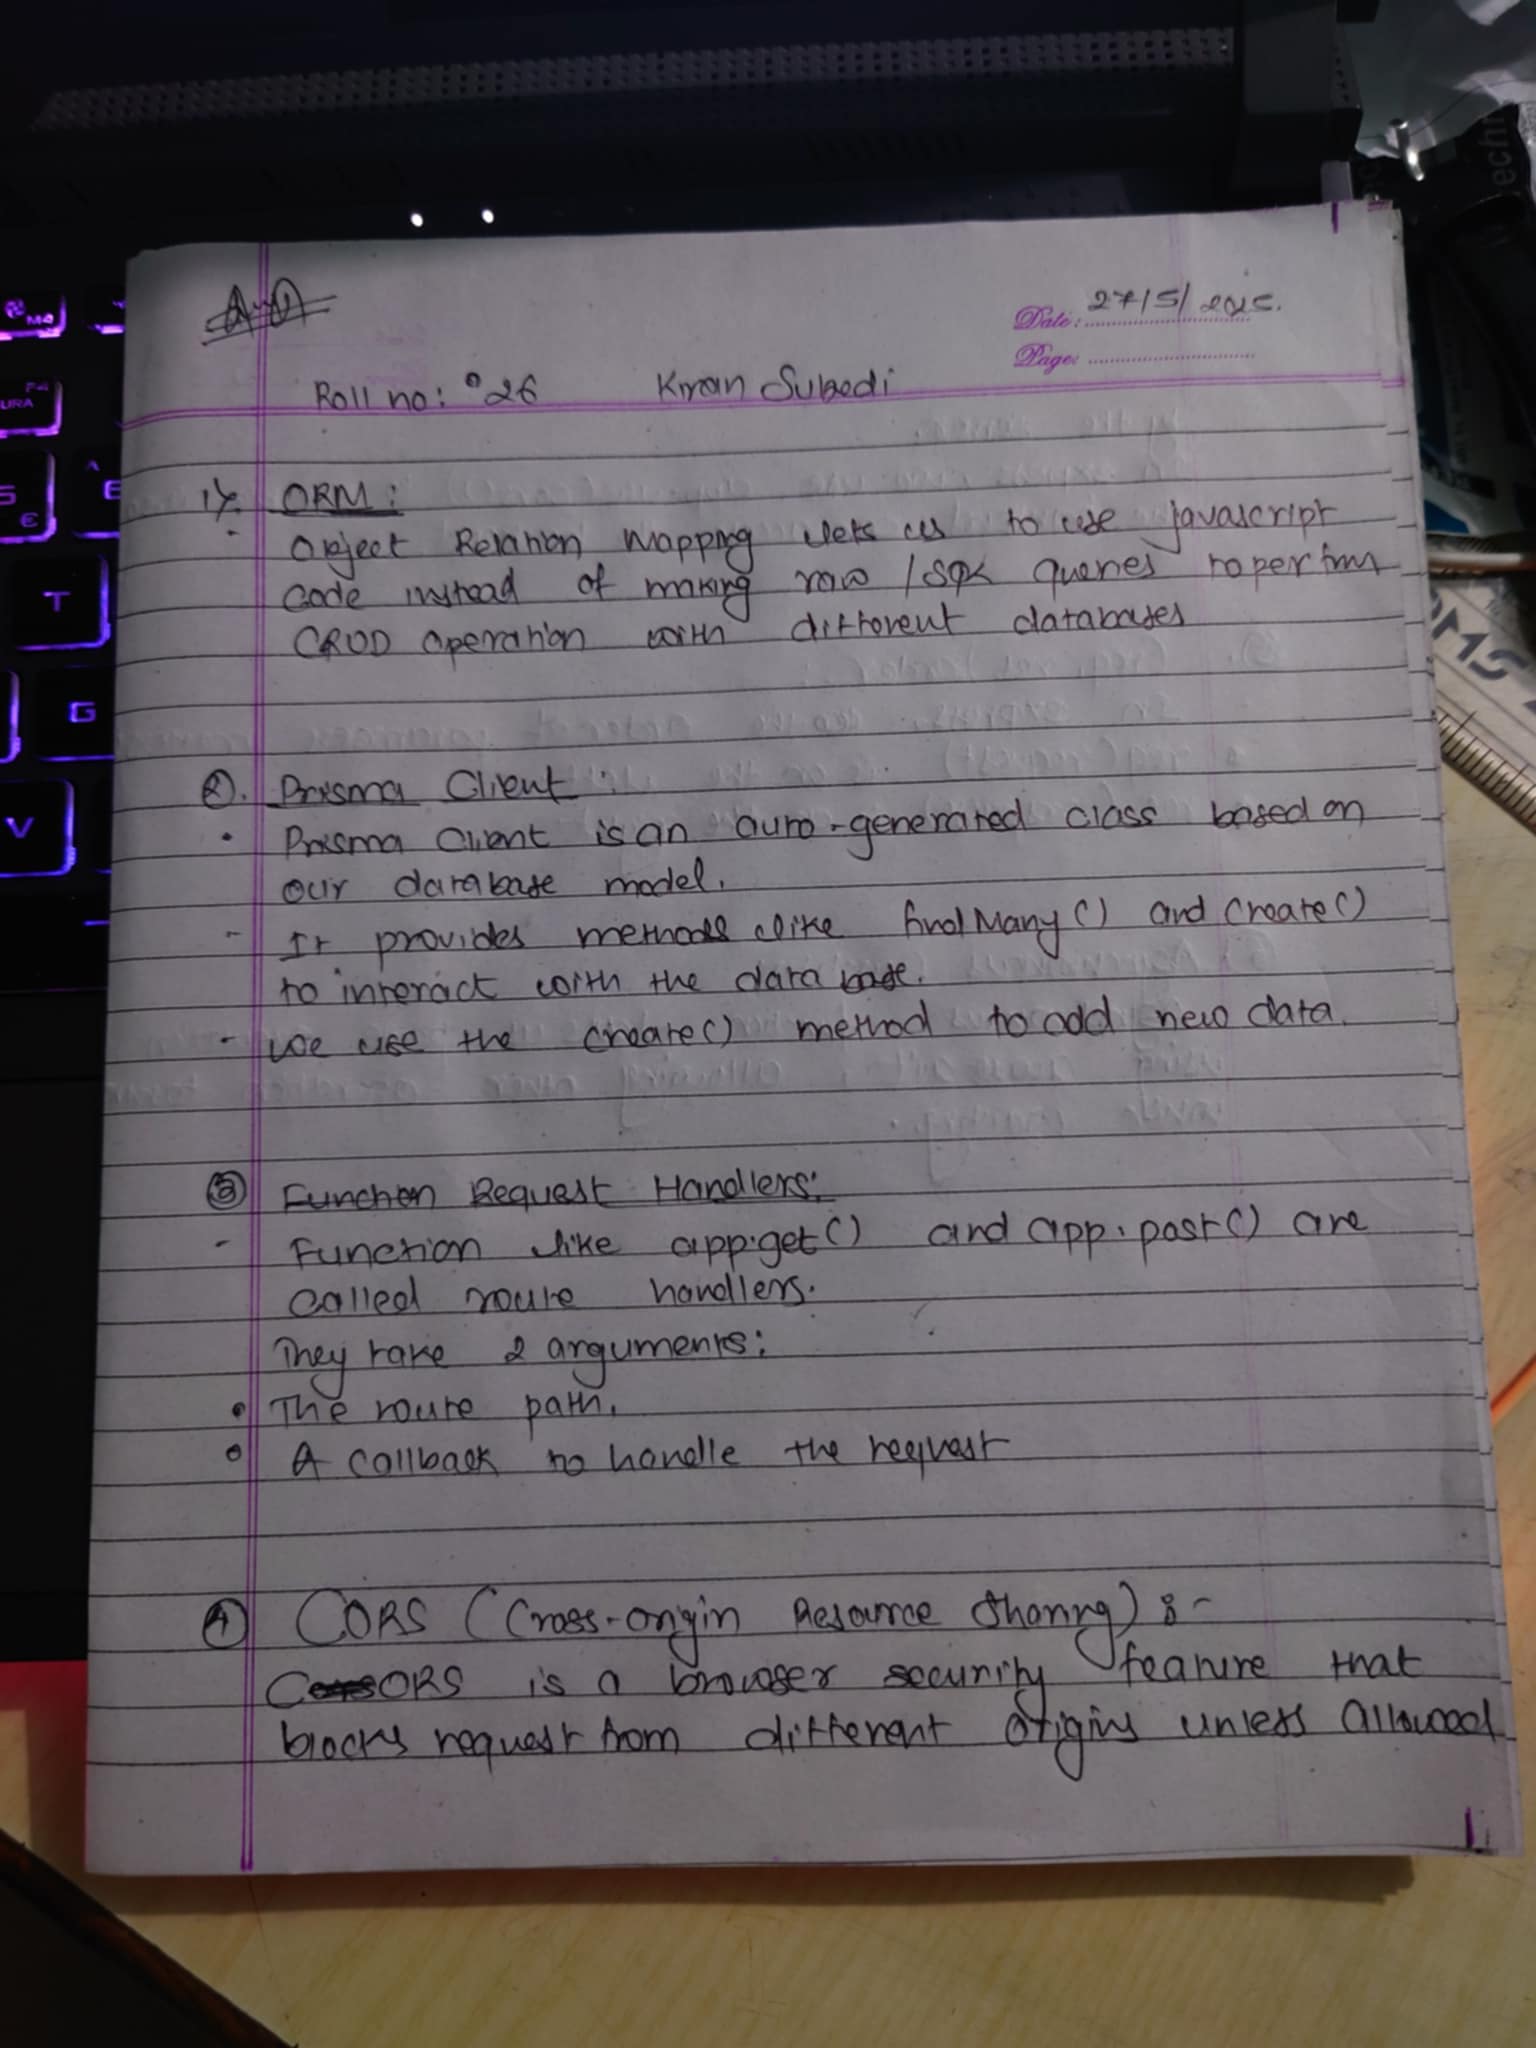 Date: 27/5/2025.
Page:
Roll no: 26 Kiran Subedi
1). ORM:
- Object Relation Mapping lets us to use javascript
code instead of making raw /SQL queries to perform
CRUD operation with different databases
2). Prisma Client:
• Prisma Client is an auto-generated class based on
our database model.
- It provides methods like findMany() and create()
to interact with the database.
- we use the create() method to add new data.
3) Function Request Handlers:
- Function like app.get() and app.post() are
called route handlers.
They take 2 arguments:
• The route path.
• A callback to handle the request
4) CORS (Cross-origin Resource Sharing) :-
CORS is a browser security feature that
blocks request from different origins unless allowed
T
G
V